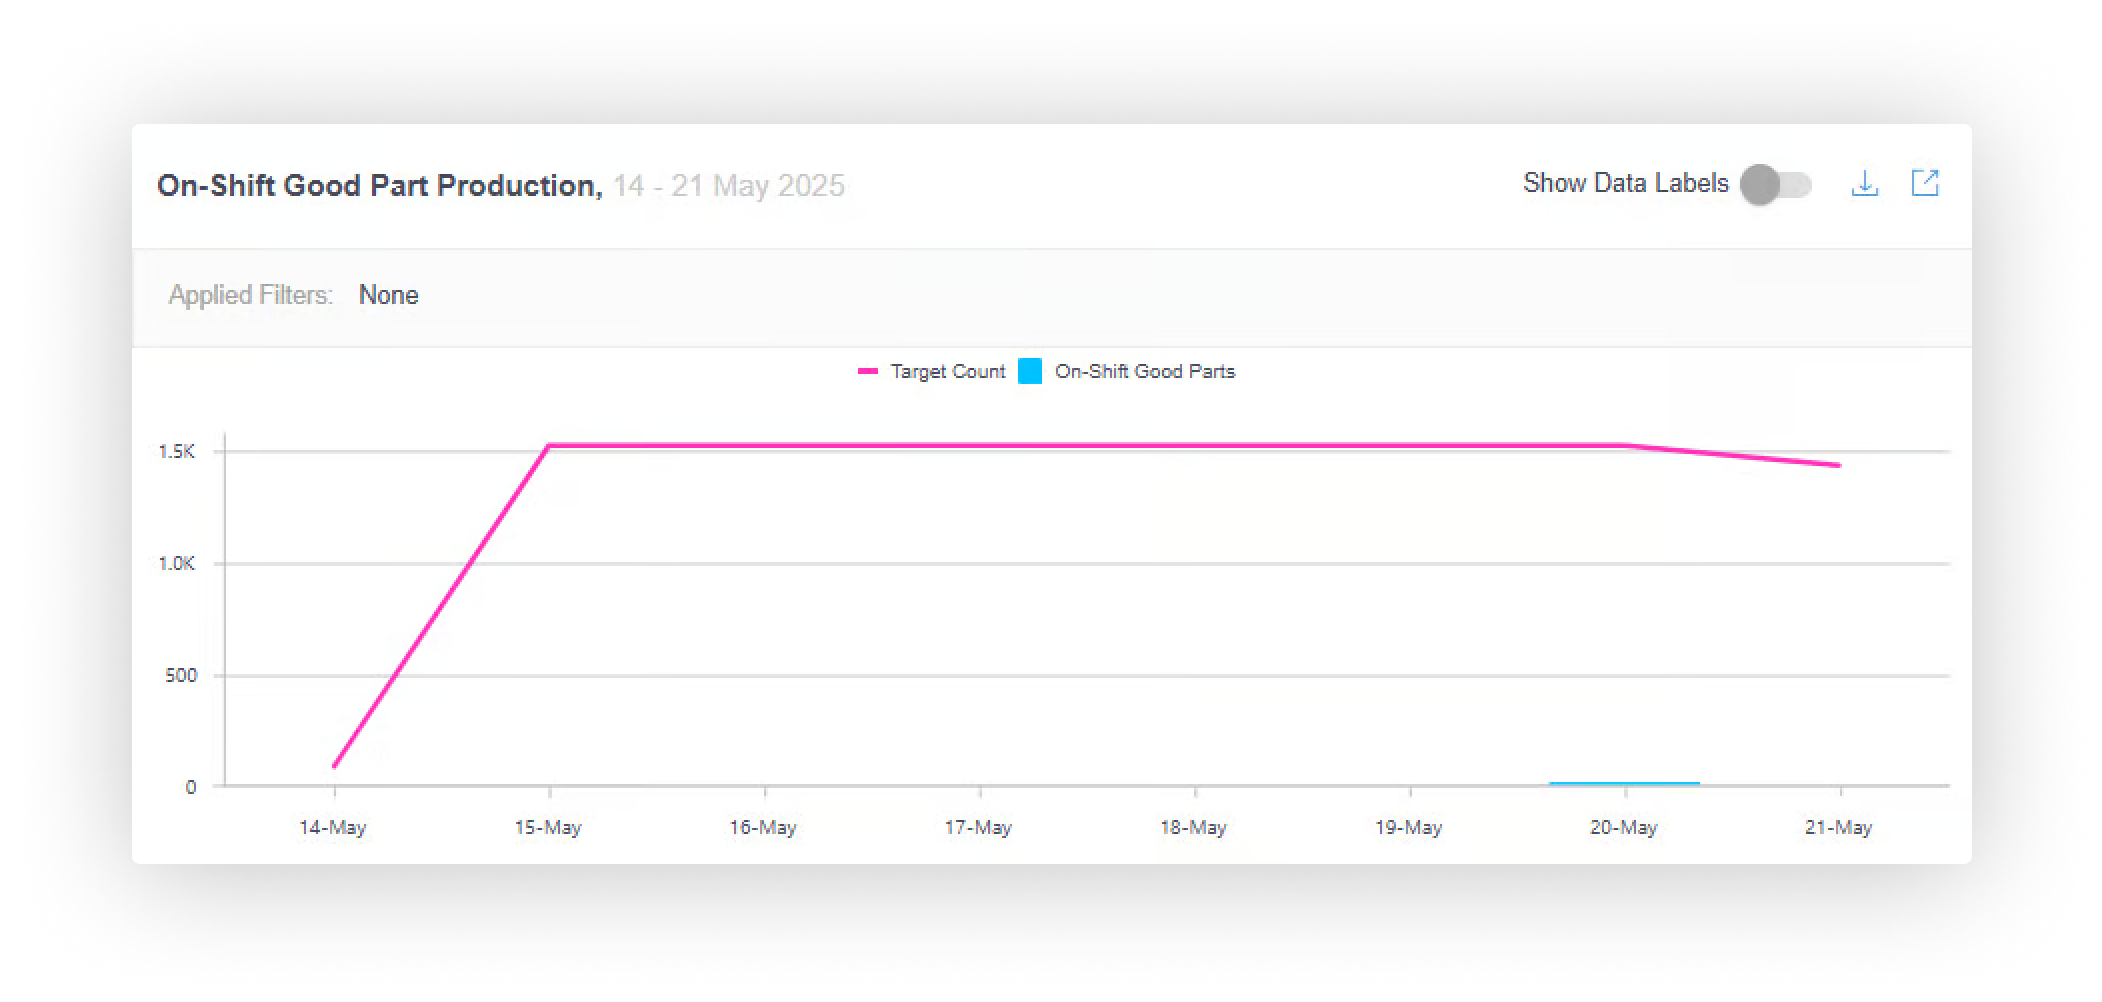 On-Shift Good Part Production, 14 - 21 May 2025
Show Data Labels
Applied Filters: None
Target Count
On-Shift Good Parts
1.5K
1.0K
500
0
14-May
15-May
16-May
17-May
18-May
19-May
20-May
21-May